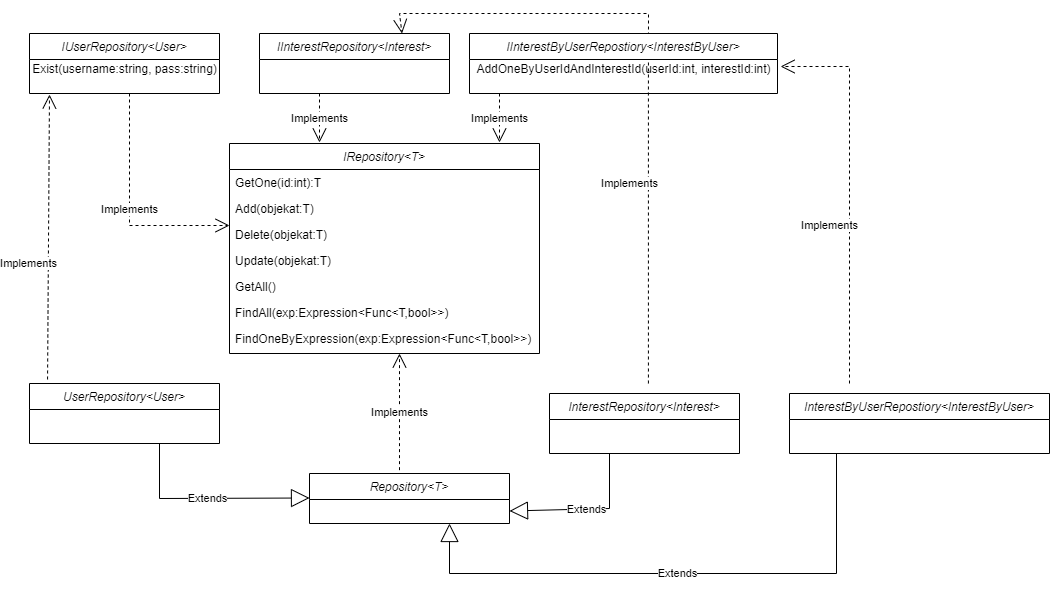 IUserRepository<User>
Exist(username:string, pass:string)
IInterestRepository<Interest>
IInterestByUserRepostiory<InterestByUser>
AddOneByUserIdAndInterestId(userId:int, interestId:int)
Implements
Implements
IRepository<T>
GetOne(id:int):T
Add(objekat:T)
Delete(objekat:T)
Update(objekat:T)
GetAll()
FindAll(exp:Expression<Func<T,bool>>)
FindOneByExpression(exp:Expression<Func<T,bool>>)
Implements
Implements
Implements
Implements
Implements
UserRepository<User>
InterestRepository<Interest>
InterestByUserRepostiory<InterestByUser>
Repository<T>
Extends
Extends
Extends